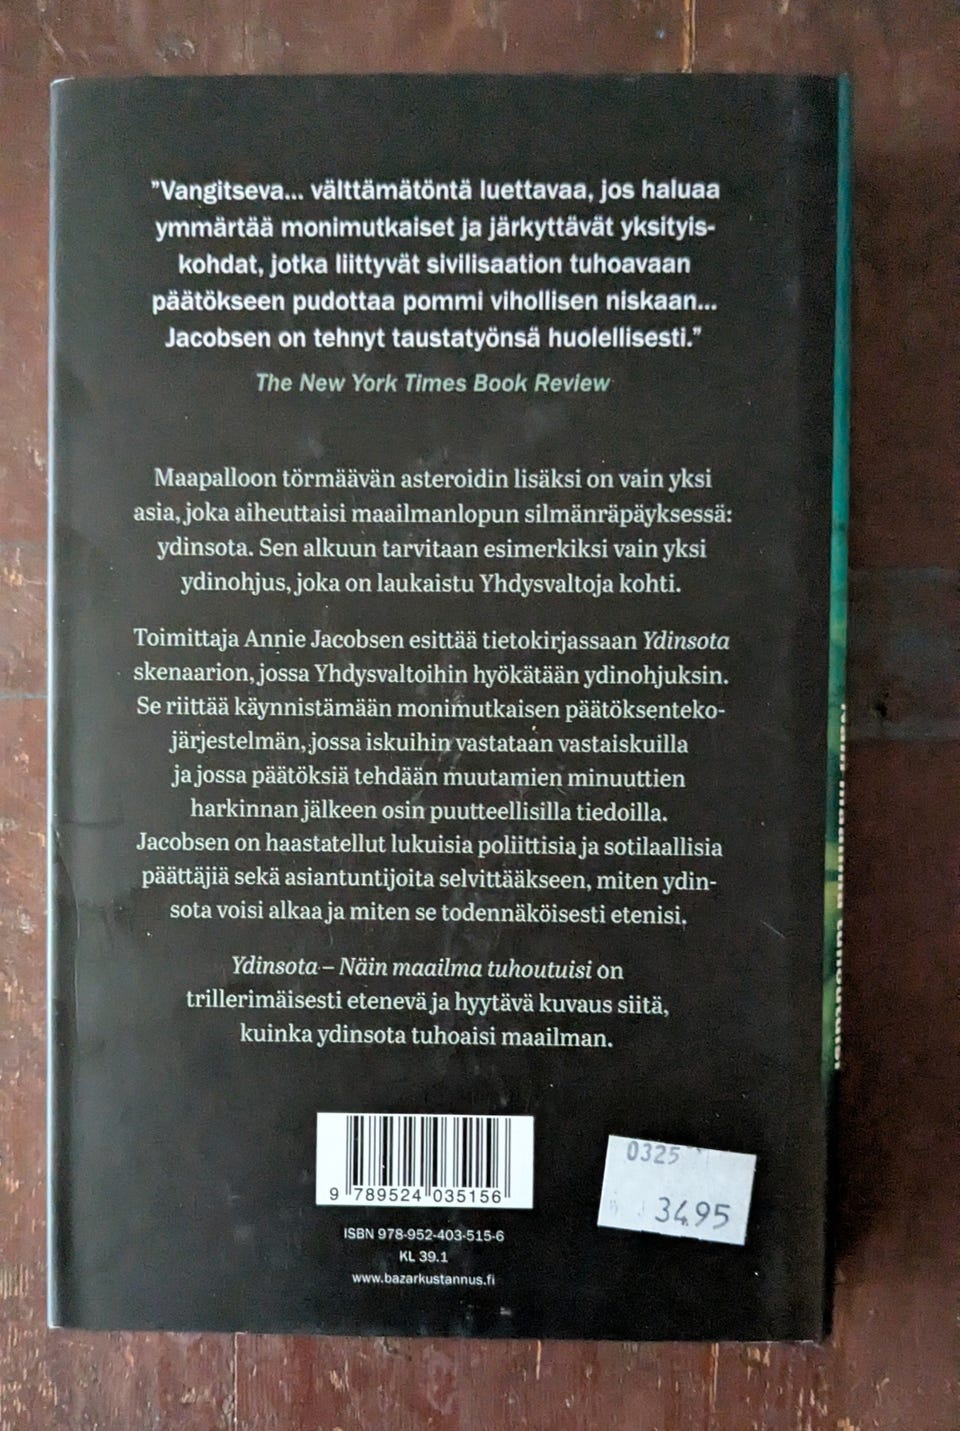 ”Vangitseva... välttämätöntä luettavaa, jos haluaa
ymmärtää monimutkaiset ja järkyttävät yksityis-
kohdat, jotka liittyvät sivilisaation tuhoavaan
päätökseen pudottaa pommi vihollisen niskaan...
Jacobsen on tehnyt taustatyönsä huolellisesti.”
The New York Times Book Review
Maapalloon törmäävän asteroidin lisäksi on vain yksi
asia, joka aiheuttaisi maailmanlopun silmänräpäyksessä:
ydinsota. Sen alkuun tarvitaan esimerkiksi vain yksi
ydinohjus, joka on laukaistu Yhdysvaltoja kohti.
Toimittaja Annie Jacobsen esittää tietokirjassaan Ydinsota
skenaarion, jossa Yhdysvaltoihin hyökätään ydinohjuksin.
Se riittää käynnistämään monimutkaisen päätöksenteko-
järjestelmän, jossa iskuihin vastataan vastaiskuilla
ja jossa päätöksiä tehdään muutamien minuuttien
harkinnan jälkeen osin puutteellisilla tiedoilla.
Jacobsen on haastatellut lukuisia poliittisia ja sotilaallisia
päättäjiä sekä asiantuntijoita selvittääkseen, miten ydin-
sota voisi alkaa ja miten se todennäköisesti etenisi.
Ydinsota – Näin maailma tuhoutuisi on
trillerimäisesti etenevä ja hyytävä kuvaus siitä,
kuinka ydinsota tuhoaisi maailman.
9 789524 035156
ISBN 978-952-403-515-6
KL 39.1
www.bazarkustannus.fi
0325
34.95
Näin maailma tuhoutuisi